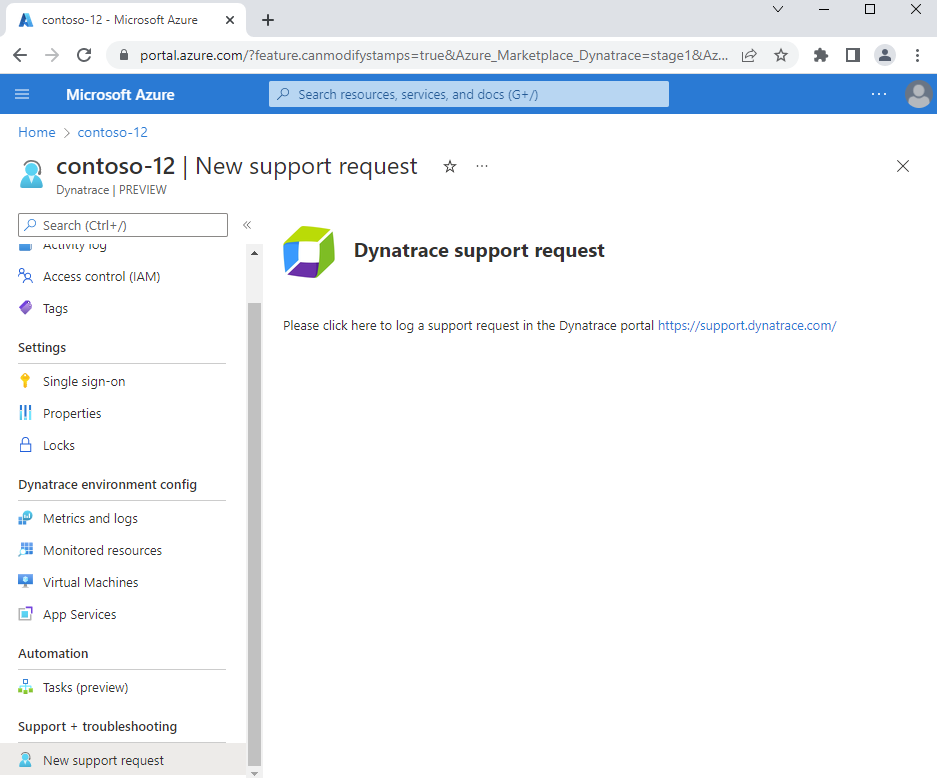 contoso-12 - Microsoft Azure
portal.azure.com/?feature.canmodifystamps=true&Azure_Marketplace_Dynatrace=stage1&Az...
Microsoft Azure
Search resources, services, and docs (G+/)
Home > contoso-12
contoso-12 | New support request
Dynatrace | PREVIEW
Search (Ctrl+/)
Activity log
Access control (IAM)
Tags
Settings
Single sign-on
Properties
Locks
Dynatrace environment config
Metrics and logs
Monitored resources
Virtual Machines
App Services
Automation
Tasks (preview)
Support + troubleshooting
New support request
Dynatrace support request
Please click here to log a support request in the Dynatrace portal https://support.dynatrace.com/